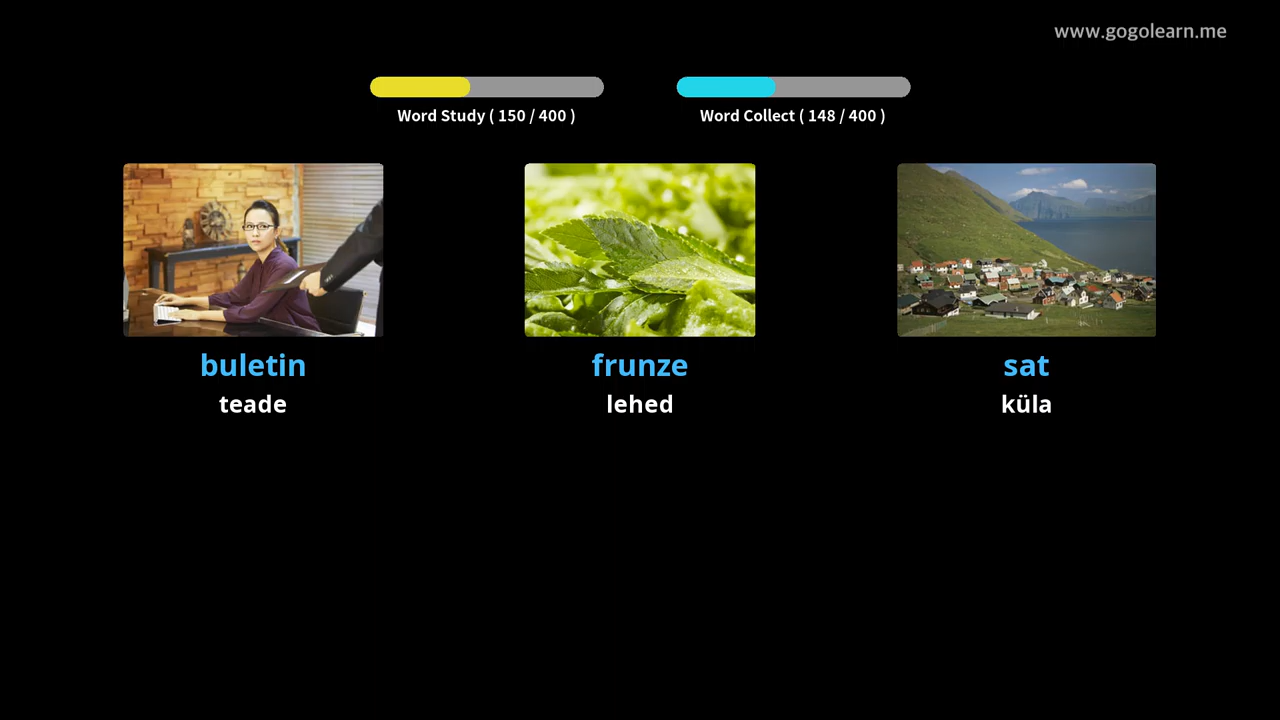 www.gogolearn.me
Word Study ( 150 / 400 )
Word Collect ( 148 / 400 )
buletin
teade
frunze
lehed
sat
küla